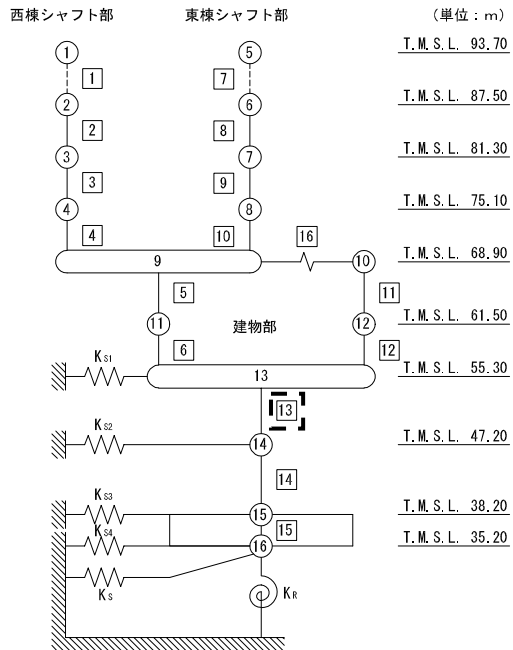 西棟シャフト部 東棟シャフト部 (単位:m)
1 5 T.M.S.L. 93.70
1 7
2 6 T.M.S.L. 87.50
2 8
3 7 T.M.S.L. 81.30
3 9
4 8 T.M.S.L. 75.10
4 10 16
9 10 T.M.S.L. 68.90
5 11
11 建物部 12 T.M.S.L. 61.50
6 12
KS1 13 T.M.S.L. 55.30
13
KS2 14 T.M.S.L. 47.20
14
KS3 15 T.M.S.L. 38.20
15
KS4 16 T.M.S.L. 35.20
KS KR